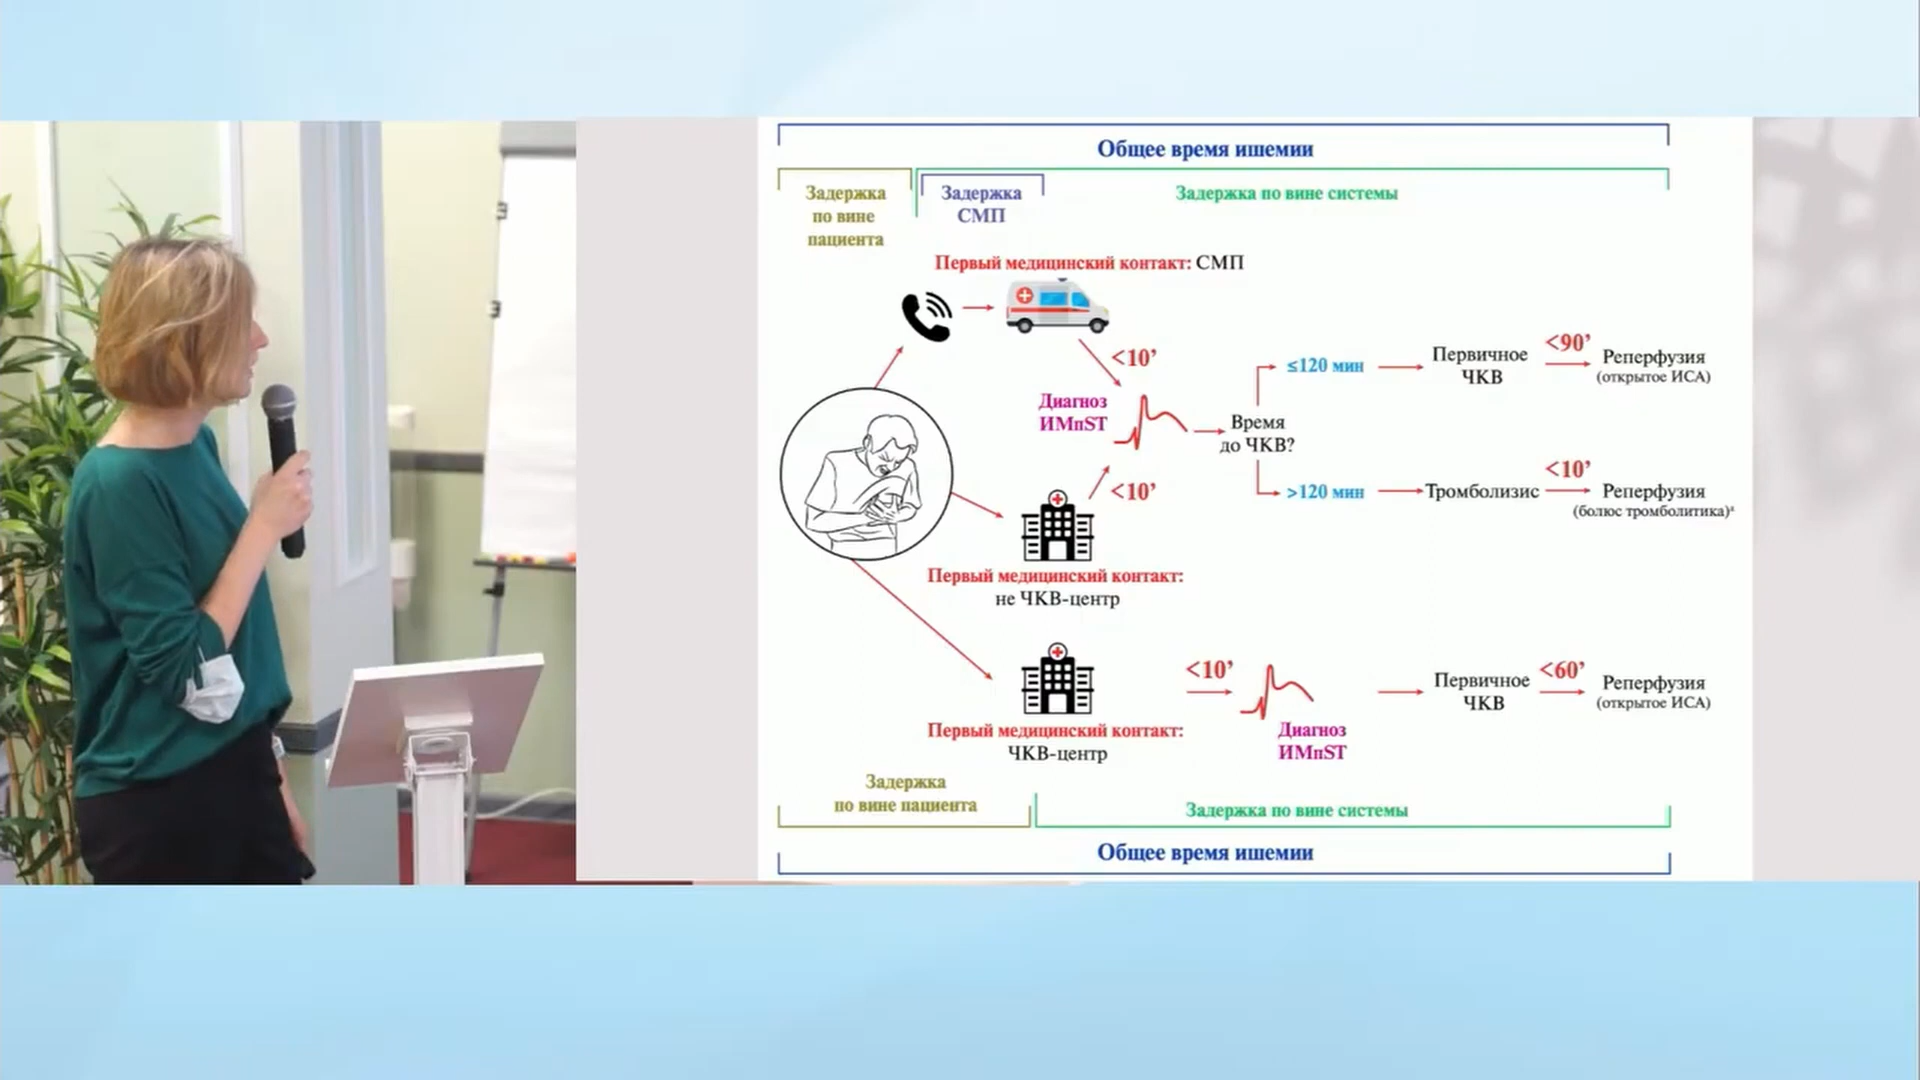 Общее время ишемии
Задержка
по вине
пациента
Задержка
СМП
Задержка по вине системы
Первый медицинский контакт: СМП
<10’
Диагноз
ИМпST
<10’
Время
до ЧКВ?
≤120 мин
Первичное
ЧКВ
<90’
Реперфузия
(открытое ИСА)
>120 мин
Тромболизис
<10’
Реперфузия
(болюс тромболитика)ᵃ
Первый медицинский контакт:
не ЧКВ-центр
Первый медицинский контакт:
ЧКВ-центр
<10’
Диагноз
ИМпST
Первичное
ЧКВ
<60’
Реперфузия
(открытое ИСА)
Задержка
по вине пациента
Задержка по вине системы
Общее время ишемии